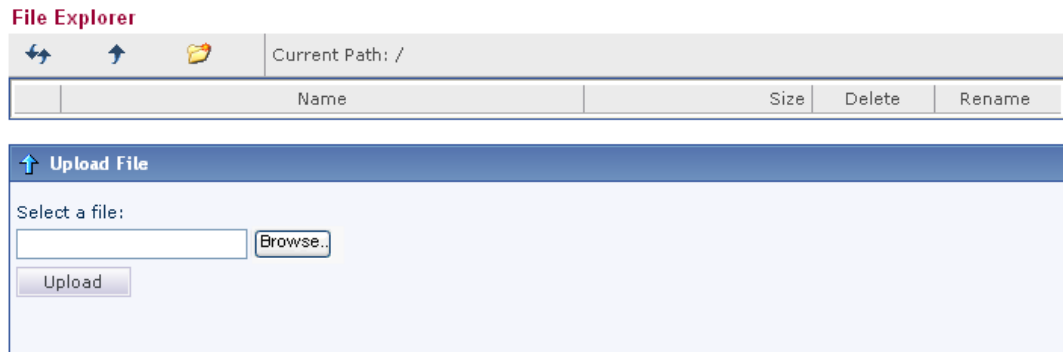 File Explorer
Current Path: /
Name Size Delete Rename
Upload File
Select a file:
Browse..
Upload